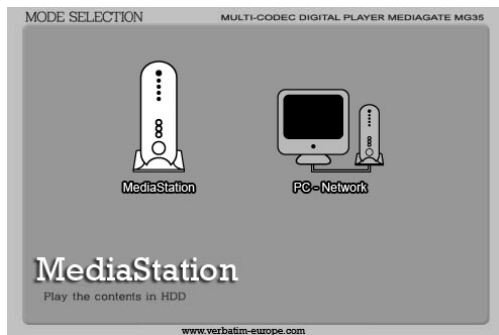 MODE SELECTION MULTI-CODEC DIGITAL PLAYER MEDIAGATE MG35
MediaStation PC - Network
MediaStation
Play the contents in HDD
www.verbatim-europe.com